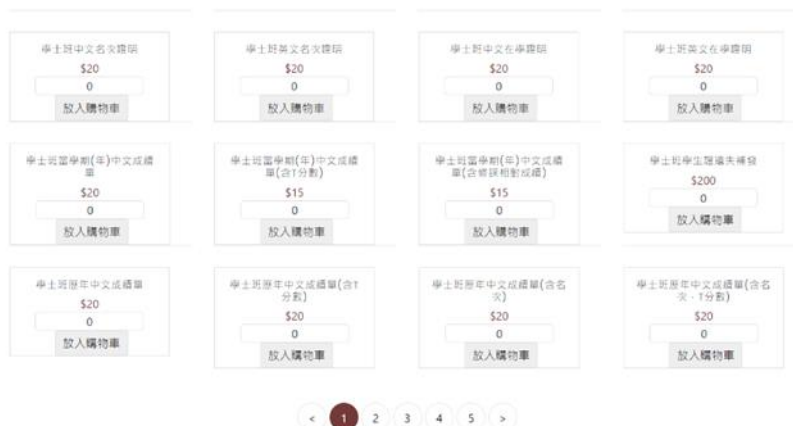 學士班中文名次證明
$20
0
放入購物車
學士班英文名次證明
$20
0
放入購物車
學士班中文在學證明
$20
0
放入購物車
學士班英文在學證明
$20
0
放入購物車
學士班當學期(年)中文成績
單
$20
0
放入購物車
學士班當學期(年)中文成績
單(含T分數)
$15
0
放入購物車
學士班當學期(年)中文成績
單(含修課相對成績)
$15
0
放入購物車
學士班學生證遺失補發
$200
0
放入購物車
學士班歷年中文成績單
$20
0
放入購物車
學士班歷年中文成績單(含T
分數)
$20
0
放入購物車
學士班歷年中文成績單(含名
次)
$20
0
放入購物車
學士班歷年中文成績單(含名
次、T分數)
$20
0
放入購物車
< 1 2 3 4 5 >